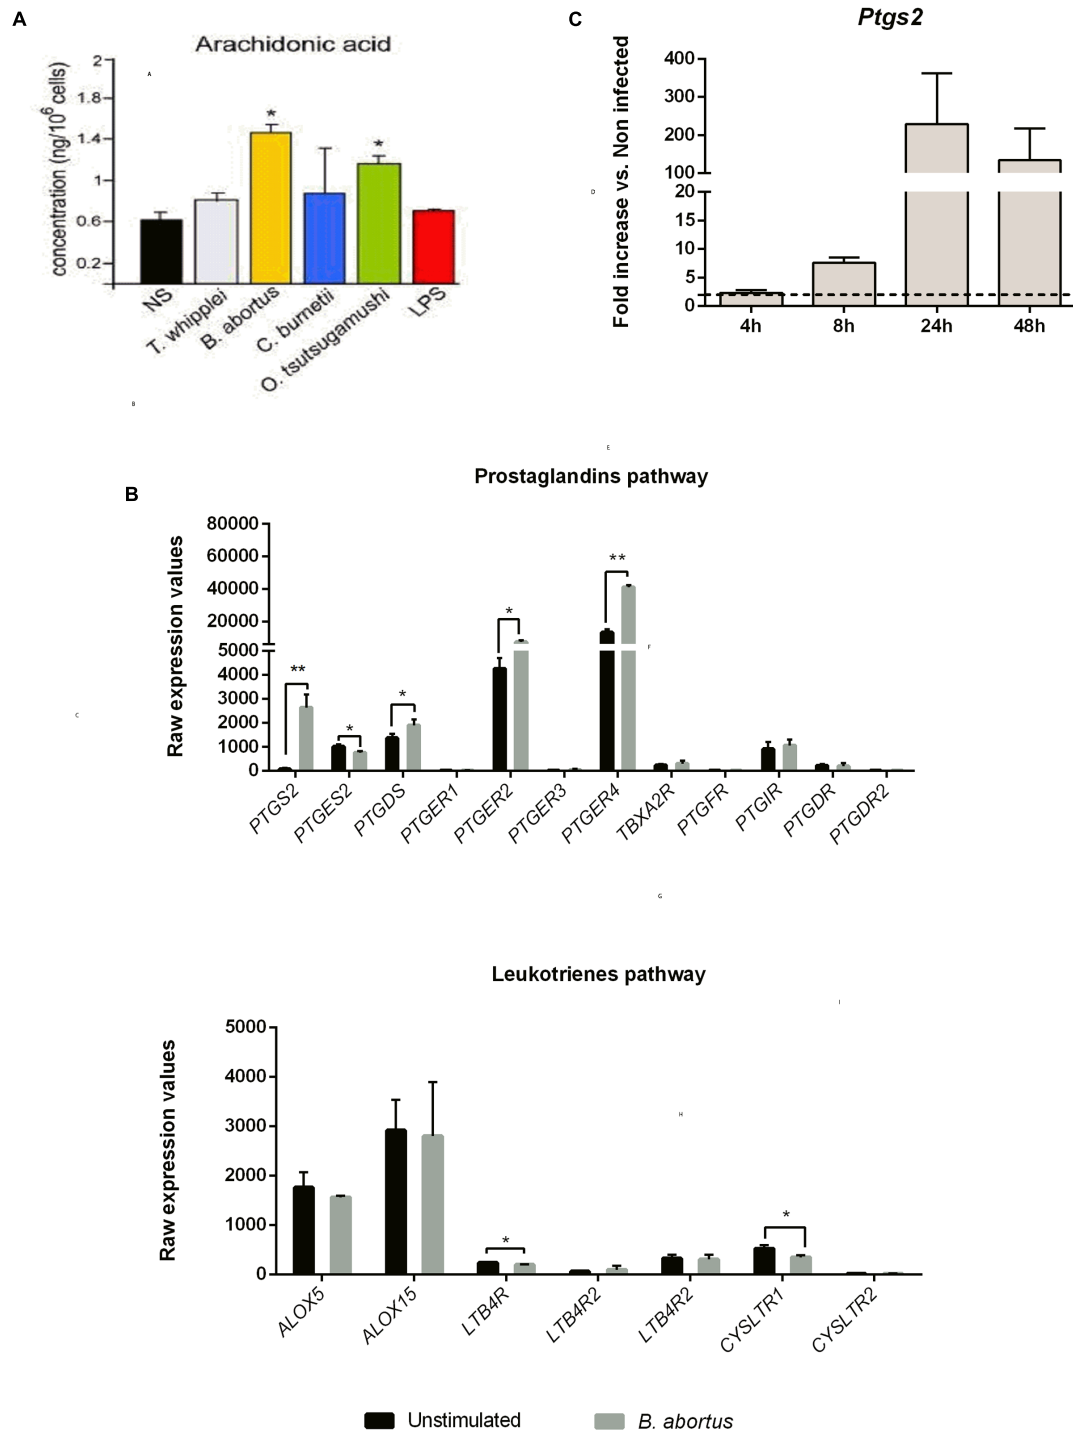 A
Arachidonic acid
concentration (ng/10⁶ cells)
2
1.8
1.4
1
0.6
0.2
A
*
*
NS
T. whipplei
B. abortus
C. burnetii
O. tsutsugamushi
LPS
B
C
Ptgs2
Fold increase vs. Non infected
400
300
200
100
20
15
10
5
0
D
4h
8h
24h
48h
E
B
Prostaglandins pathway
Raw expression values
80000
60000
40000
20000
5000
4000
3000
2000
1000
0
**
*
*
*
**
F
C
PTGS2
PTGES2
PTGDS
PTGER1
PTGER2
PTGER3
PTGER4
TBXA2R
PTGFR
PTGIR
PTGDR
PTGDR2
G
Leukotrienes pathway
I
Raw expression values
5000
4000
3000
2000
1000
0
H
*
*
ALOX5
ALOX15
LTB4R
LTB4R2
LTB4R2
CYSLTR1
CYSLTR2
Unstimulated
B. abortus